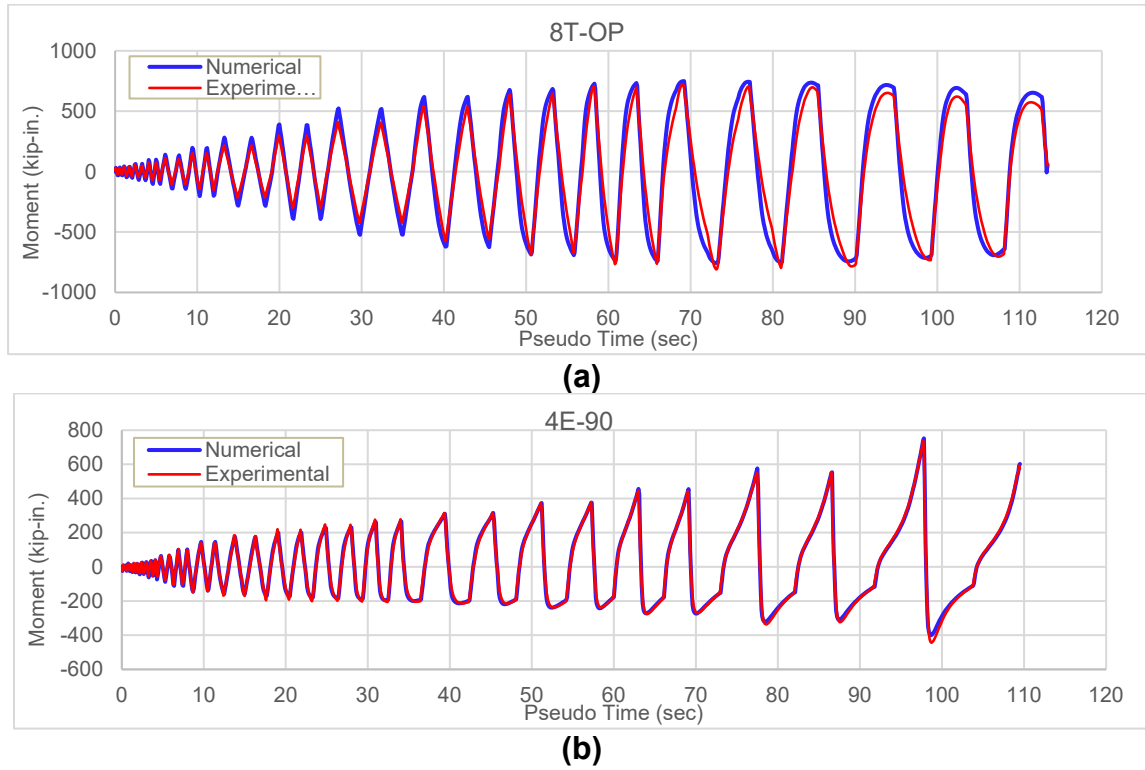 8T-OP
1000
500
0
-500
-1000
Moment (kip-in.)
Numerical
Experime…
0 10 20 30 40 50 60 70 80 90 100 110 120
Pseudo Time (sec)
(a)
4E-90
800
600
400
200
0
-200
-400
-600
Moment (kip-in.)
Numerical
Experimental
0 10 20 30 40 50 60 70 80 90 100 110 120
Pseudo Time (sec)
(b)